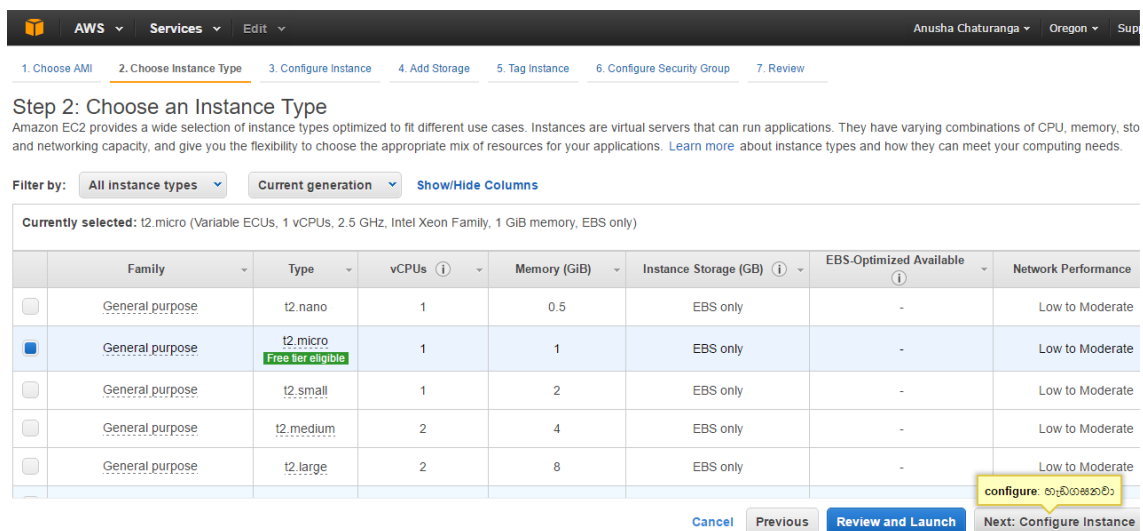 AWS Services Edit Anusha Chaturanga Oregon Sup
1. Choose AMI 2. Choose Instance Type 3. Configure Instance 4. Add Storage 5. Tag Instance 6. Configure Security Group 7. Review
Step 2: Choose an Instance Type
Amazon EC2 provides a wide selection of instance types optimized to fit different use cases. Instances are virtual servers that can run applications. They have varying combinations of CPU, memory, sto
and networking capacity, and give you the flexibility to choose the appropriate mix of resources for your applications. Learn more about instance types and how they can meet your computing needs.
Filter by: All instance types Current generation Show/Hide Columns
Currently selected: t2.micro (Variable ECUs, 1 vCPUs, 2.5 GHz, Intel Xeon Family, 1 GiB memory, EBS only)
Family Type vCPUs Memory (GiB) Instance Storage (GB) EBS-Optimized Available Network Performance
General purpose t2.nano 1 0.5 EBS only - Low to Moderate
General purpose t2.micro 1 1 EBS only - Low to Moderate
Free tier eligible
General purpose t2.small 1 2 EBS only - Low to Moderate
General purpose t2.medium 2 4 EBS only - Low to Moderate
General purpose t2.large 2 8 EBS only - Low to Moderate
configure: හැඩගසනවා
Cancel Previous Review and Launch Next: Configure Instance